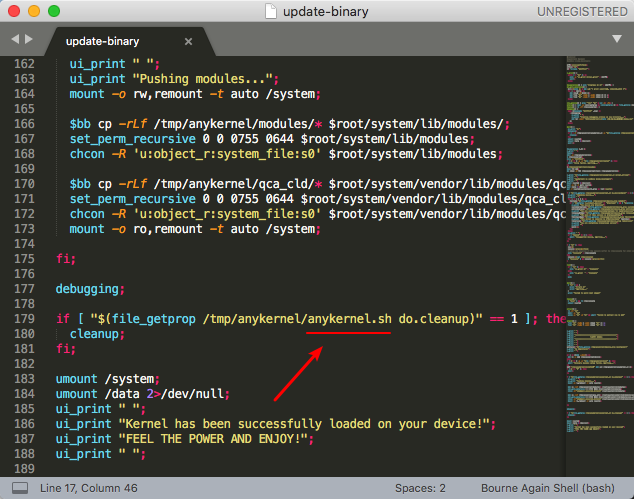 update-binary
UNREGISTERED
update-binary
162 ui_print " ";
163 ui_print "Pushing modules...";
164 mount -o rw,remount -t auto /system;
165
166 $bb cp -rLf /tmp/anykernel/modules/* $root/system/lib/modules/;
167 set_perm_recursive 0 0 0755 0644 $root/system/lib/modules;
168 chcon -R 'u:object_r:system_file:s0' $root/system/lib/modules;
169
170 $bb cp -rLf /tmp/anykernel/qca_cld/* $root/system/vendor/lib/modules/qc
171 set_perm_recursive 0 0 0755 0644 $root/system/vendor/lib/modules/qca_cl
172 chcon -R 'u:object_r:system_file:s0' $root/system/vendor/lib/modules/qc
173 mount -o ro,remount -t auto /system;
174
175 fi;
176
177 debugging;
178
179 if [ "$(file_getprop /tmp/anykernel/anykernel.sh do.cleanup)" == 1 ]; the
180 cleanup;
181 fi;
182
183 umount /system;
184 umount /data 2>/dev/null;
185 ui_print " ";
186 ui_print "Kernel has been successfully loaded on your device!";
187 ui_print "FEEL THE POWER AND ENJOY!";
188 ui_print " ";
189
Line 17, Column 46
Spaces: 2
Bourne Again Shell (bash)